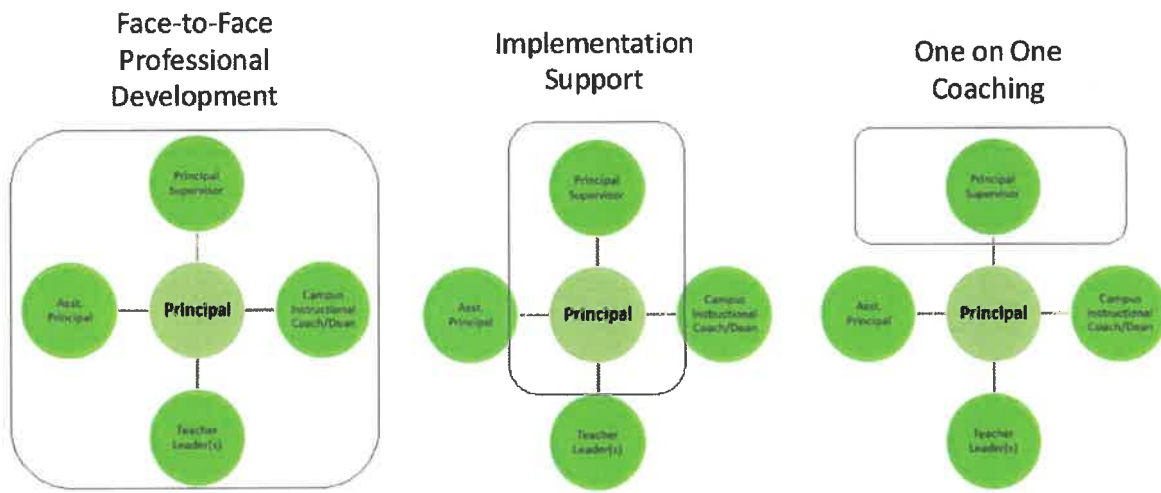 Face-to-Face
Professional
Development
Principal
Supervisor
Asst.
Principal
Principal
Campus
Instructional
Coach/Dean
Teacher
Leader(s)
Implementation
Support
Principal
Supervisor
Asst.
Principal
Principal
Campus
Instructional
Coach/Dean
Teacher
Leader(s)
One on One
Coaching
Principal
Supervisor
Asst.
Principal
Principal
Campus
Instructional
Coach/Dean
Teacher
Leader(s)